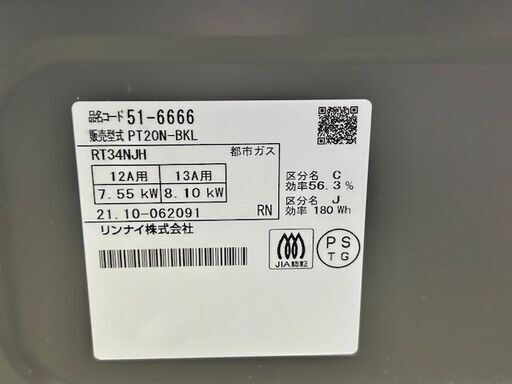 品名コード 51-6666
販売型式 PT20N-BKL
RT34NJH 都市ガス
12A用 13A用
7.55 kW 8.10 kW
21.10-062091 RN
リンナイ株式会社
区分名 C
効率56.3%
区分名 J
効率 180 Wh
JIA認証
PS
TG